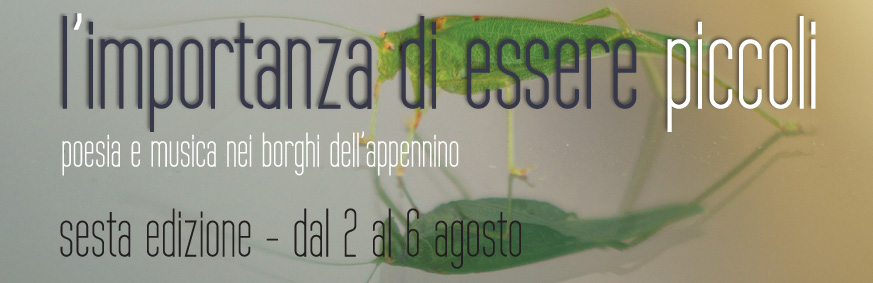 l'importanza di essere piccoli
poesia e musica nei borghi dell'appennino
sesta edizione - dal 2 al 6 agosto